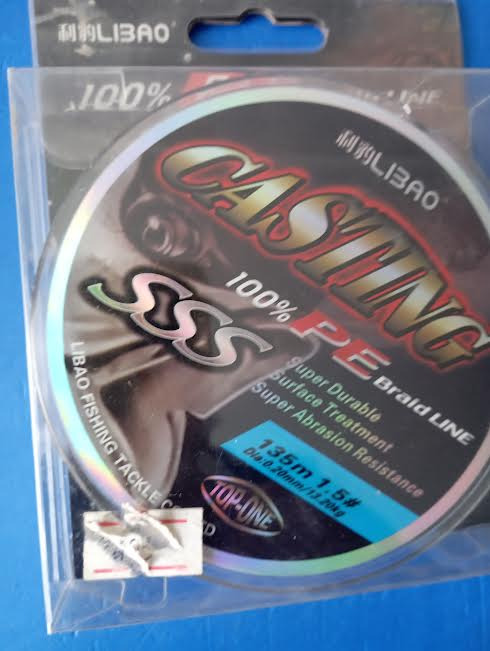 利豹LIBAO
100%
LINE
利豹LIBAO
CASTING
SSS
100% PE Braid LINE
Super Durable
Surface Treatment
Super Abrasion Resistance
135m 1.5#
Dia:0.20mm/13.20kg
TOP-ONE
LIBAO FISHING TACKLE